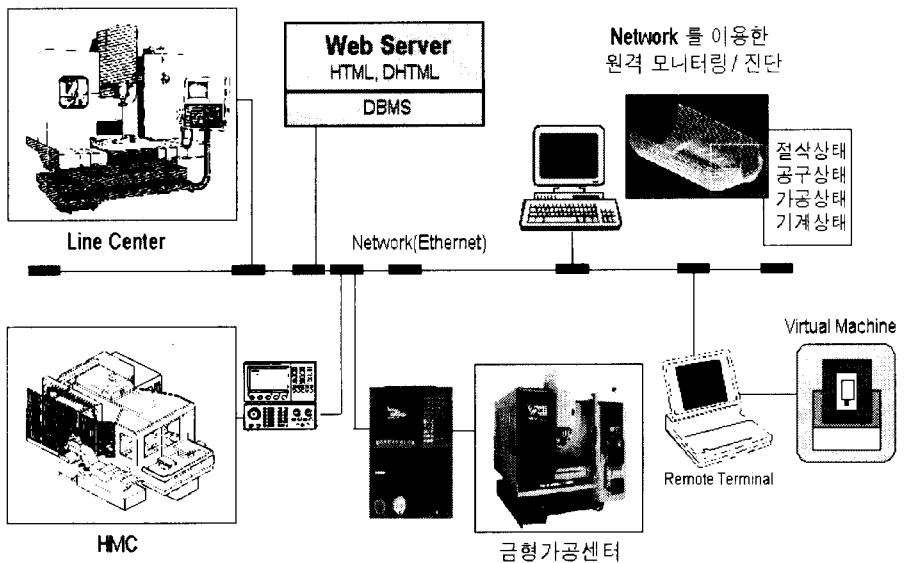 Web Server
HTML, DHTML
DBMS
Network 를 이용한
원격 모니터링 / 진단
절삭상태
공구상태
가공상태
기계상태
Line Center
Network(Ethernet)
Virtual Machine
Remote Terminal
HMC
금형가공센터